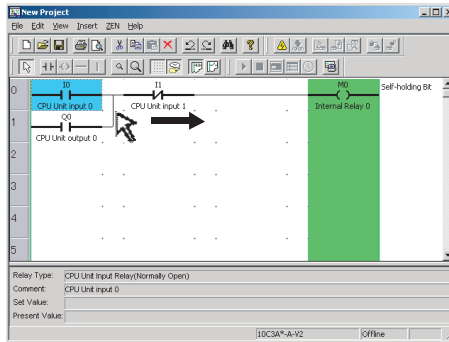 New Project
File Edit View Insert ZEN Help
0 I0 I1 M0 Self-holding Bit
CPU Unit input 0 CPU Unit input 1 Internal Relay 0
1 Q0
CPU Unit output 0
2
3
4
5
Relay Type: CPU Unit Input Relay(Normally Open)
Comment: CPU Unit input 0
Set Value:
Present Value:
10C3A*-A-V2 Offline